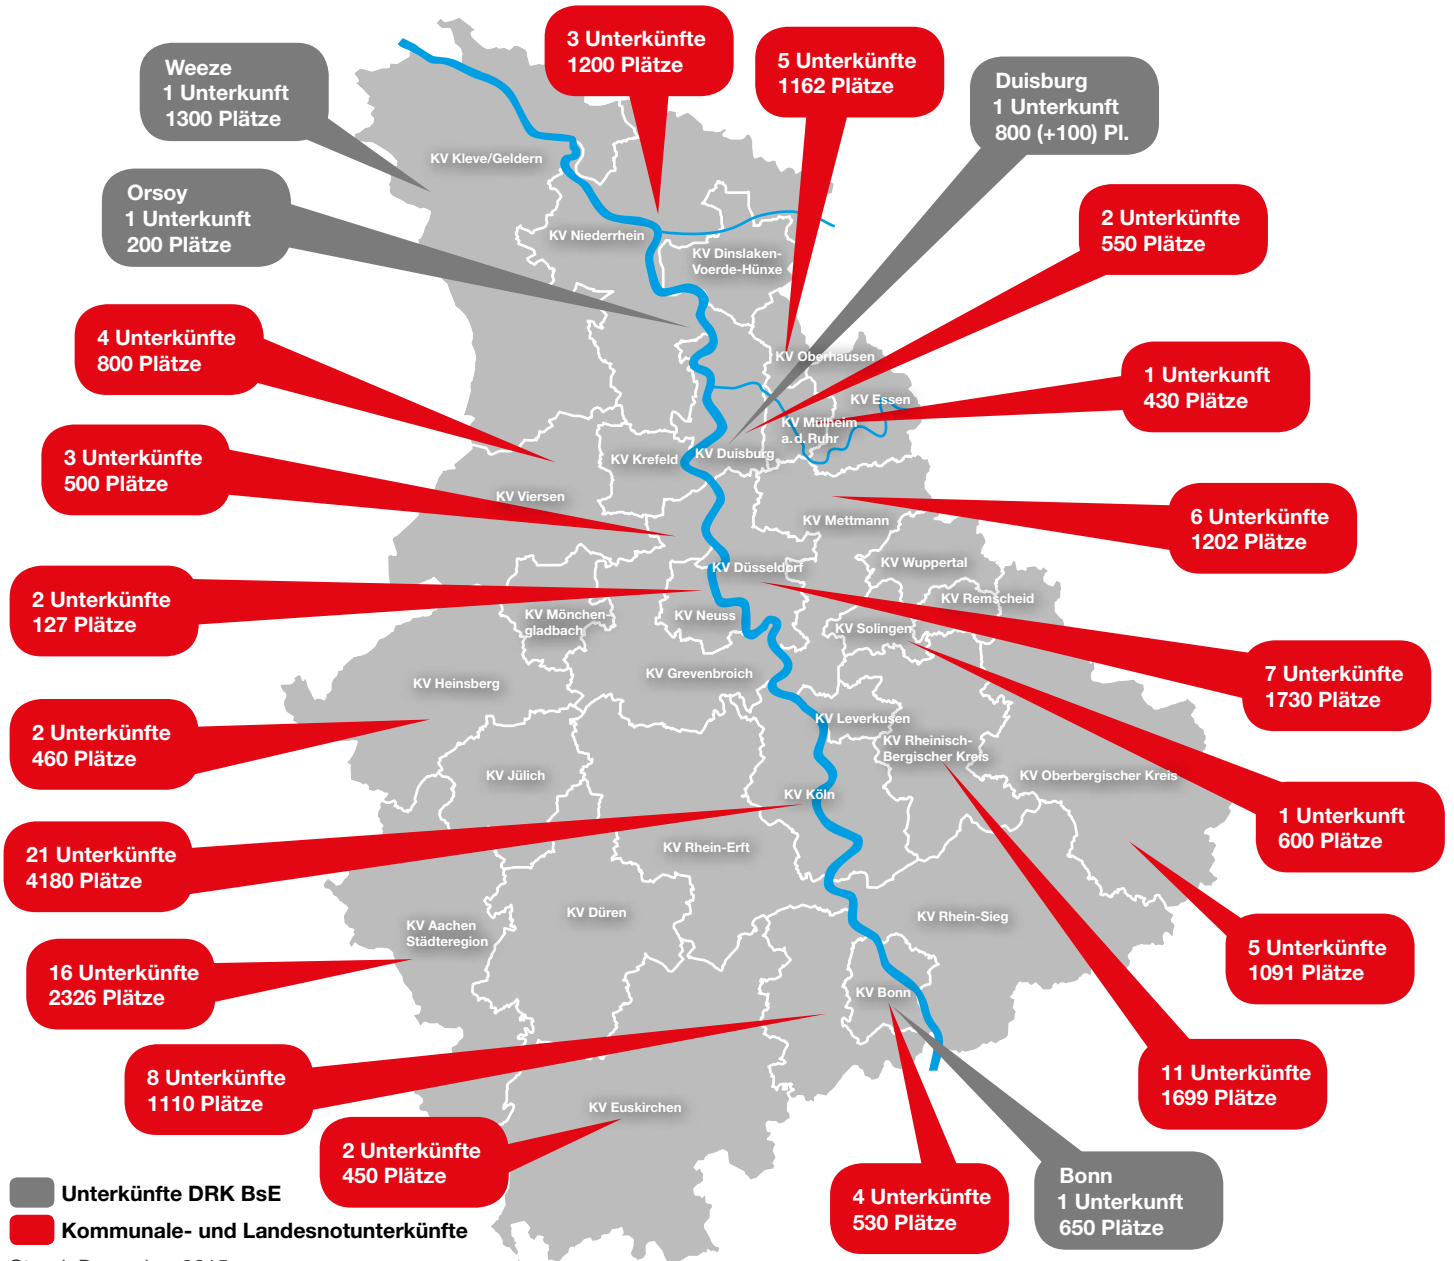 3 Unterkünfte
1200 Plätze
5 Unterkünfte
1162 Plätze
Weeze
1 Unterkunft
1300 Plätze
Duisburg
1 Unterkunft
800 (+100) Pl.
Orsoy
1 Unterkunft
200 Plätze
2 Unterkünfte
550 Plätze
4 Unterkünfte
800 Plätze
1 Unterkunft
430 Plätze
3 Unterkünfte
500 Plätze
6 Unterkünfte
1202 Plätze
2 Unterkünfte
127 Plätze
7 Unterkünfte
1730 Plätze
2 Unterkünfte
460 Plätze
1 Unterkunft
600 Plätze
21 Unterkünfte
4180 Plätze
5 Unterkünfte
1091 Plätze
16 Unterkünfte
2326 Plätze
11 Unterkünfte
1699 Plätze
8 Unterkünfte
1110 Plätze
2 Unterkünfte
450 Plätze
4 Unterkünfte
530 Plätze
Bonn
1 Unterkunft
650 Plätze
KV Kleve/Geldern
KV Niederrhein
KV Dinslaken-
Voerde-Hünxe
KV Oberhausen
KV Essen
KV Mülheim
a. d. Ruhr
KV Duisburg
KV Krefeld
KV Viersen
KV Mettmann
KV Wuppertal
KV Düsseldorf
KV Remscheid
KV Mönchen-
gladbach
KV Neuss
KV Solingen
KV Grevenbroich
KV Heinsberg
KV Leverkusen
KV Rheinisch-
Bergischer Kreis
KV Oberbergischer Kreis
KV Jülich
KV Köln
KV Rhein-Erft
KV Düren
KV Rhein-Sieg
KV Aachen
Städteregion
KV Bonn
KV Euskirchen
Unterkünfte DRK BsE
Kommunale- und Landesnotunterkünfte